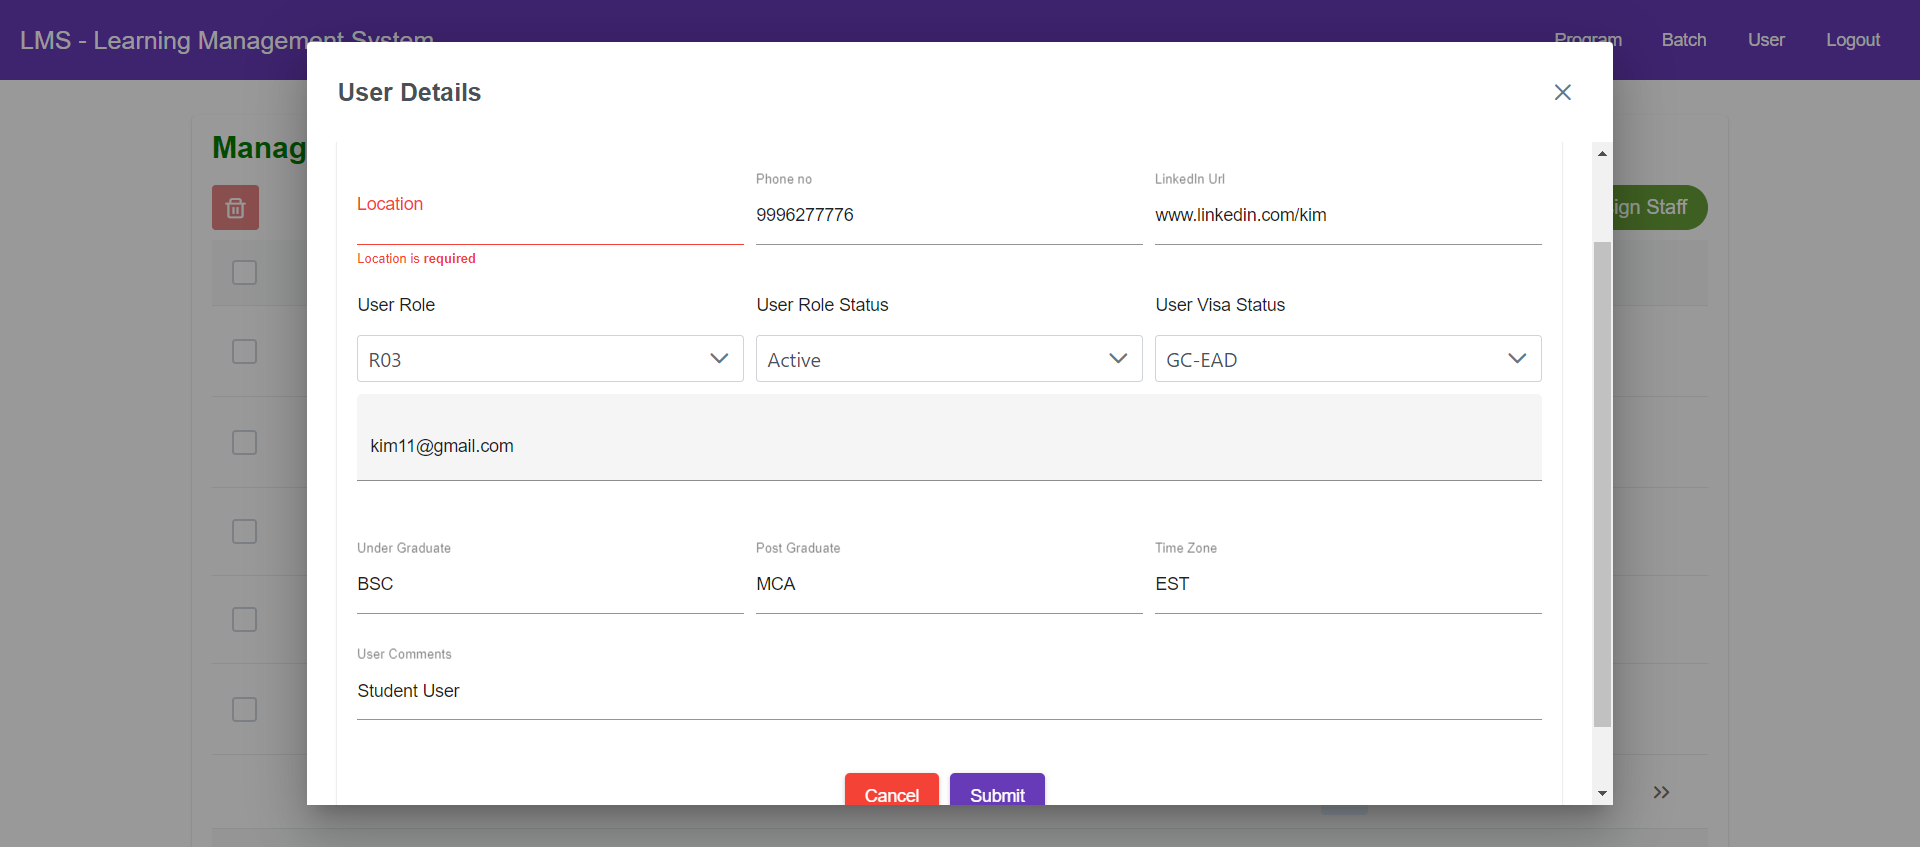 LMS - Learning Management System
Program Batch User Logout
User Details
Manag
ign Staff
Location
Phone no
9996277776
LinkedIn Url
www.linkedin.com/kim
Location is required
User Role
User Role Status
User Visa Status
R03
Active
GC-EAD
kim11@gmail.com
Under Graduate
BSC
Post Graduate
MCA
Time Zone
EST
User Comments
Student User
Cancel
Submit